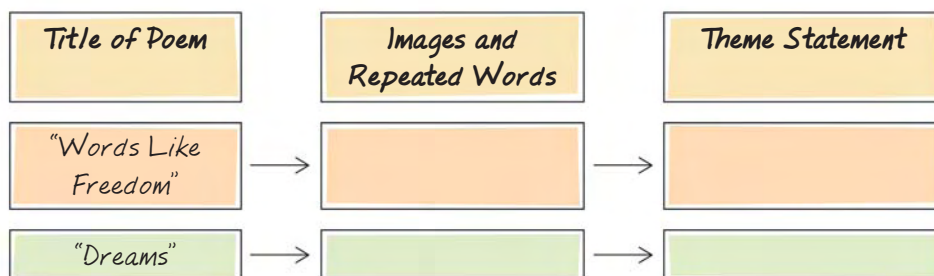 Title of Poem
Images and
Repeated Words
Theme Statement
“Words Like
Freedom”
“Dreams”